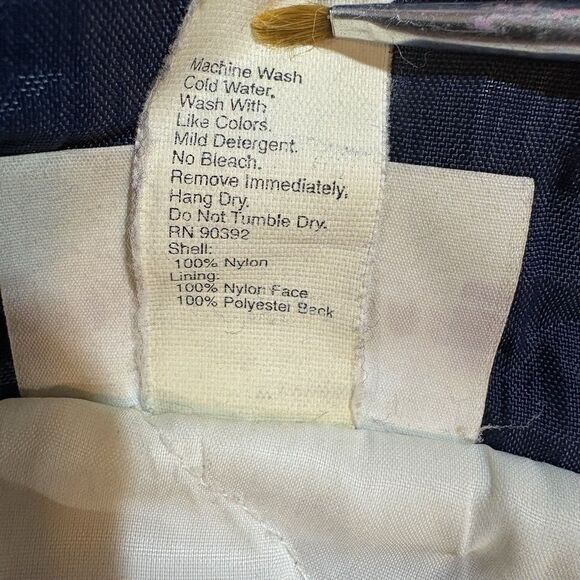 Machine Wash
Cold Water.
Wash With
Like Colors.
Mild Detergent.
No Bleach.
Remove Immediately.
Hang Dry.
Do Not Tumble Dry.
RN 90392
Shell:
100% Nylon
Lining:
100% Nylon Face
100% Polyester Back